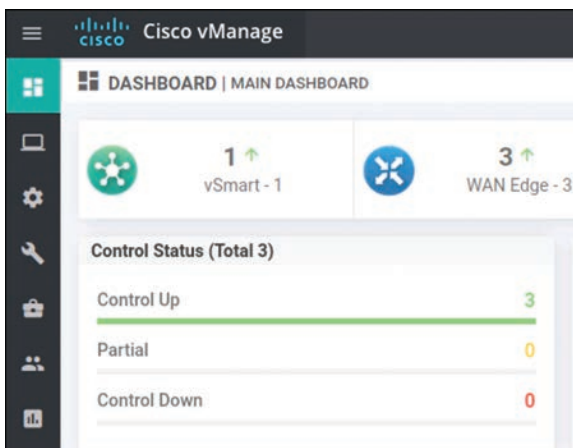 CISCO Cisco vManage
DASHBOARD | MAIN DASHBOARD
1
vSmart - 1
3
WAN Edge - 3
Control Status (Total 3)
Control Up 3
Partial 0
Control Down 0